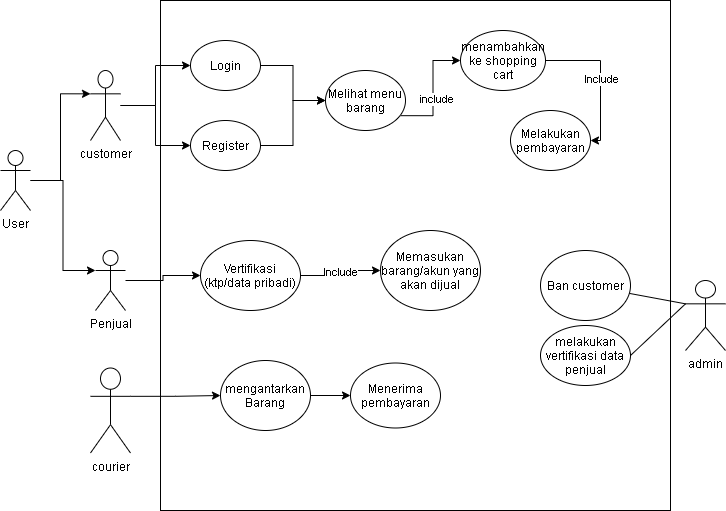 Login
menambahkan
ke shopping
cart
Include
Melihat menu
barang
include
customer
Register
Melakukan
pembayaran
User
Vertifikasi
(ktp/data pribadi)
Include
Memasukan
barang/akun yang
akan dijual
Ban customer
Penjual
melakukan
vertifikasi data
penjual
admin
mengantarkan
Barang
Menerima
pembayaran
courier